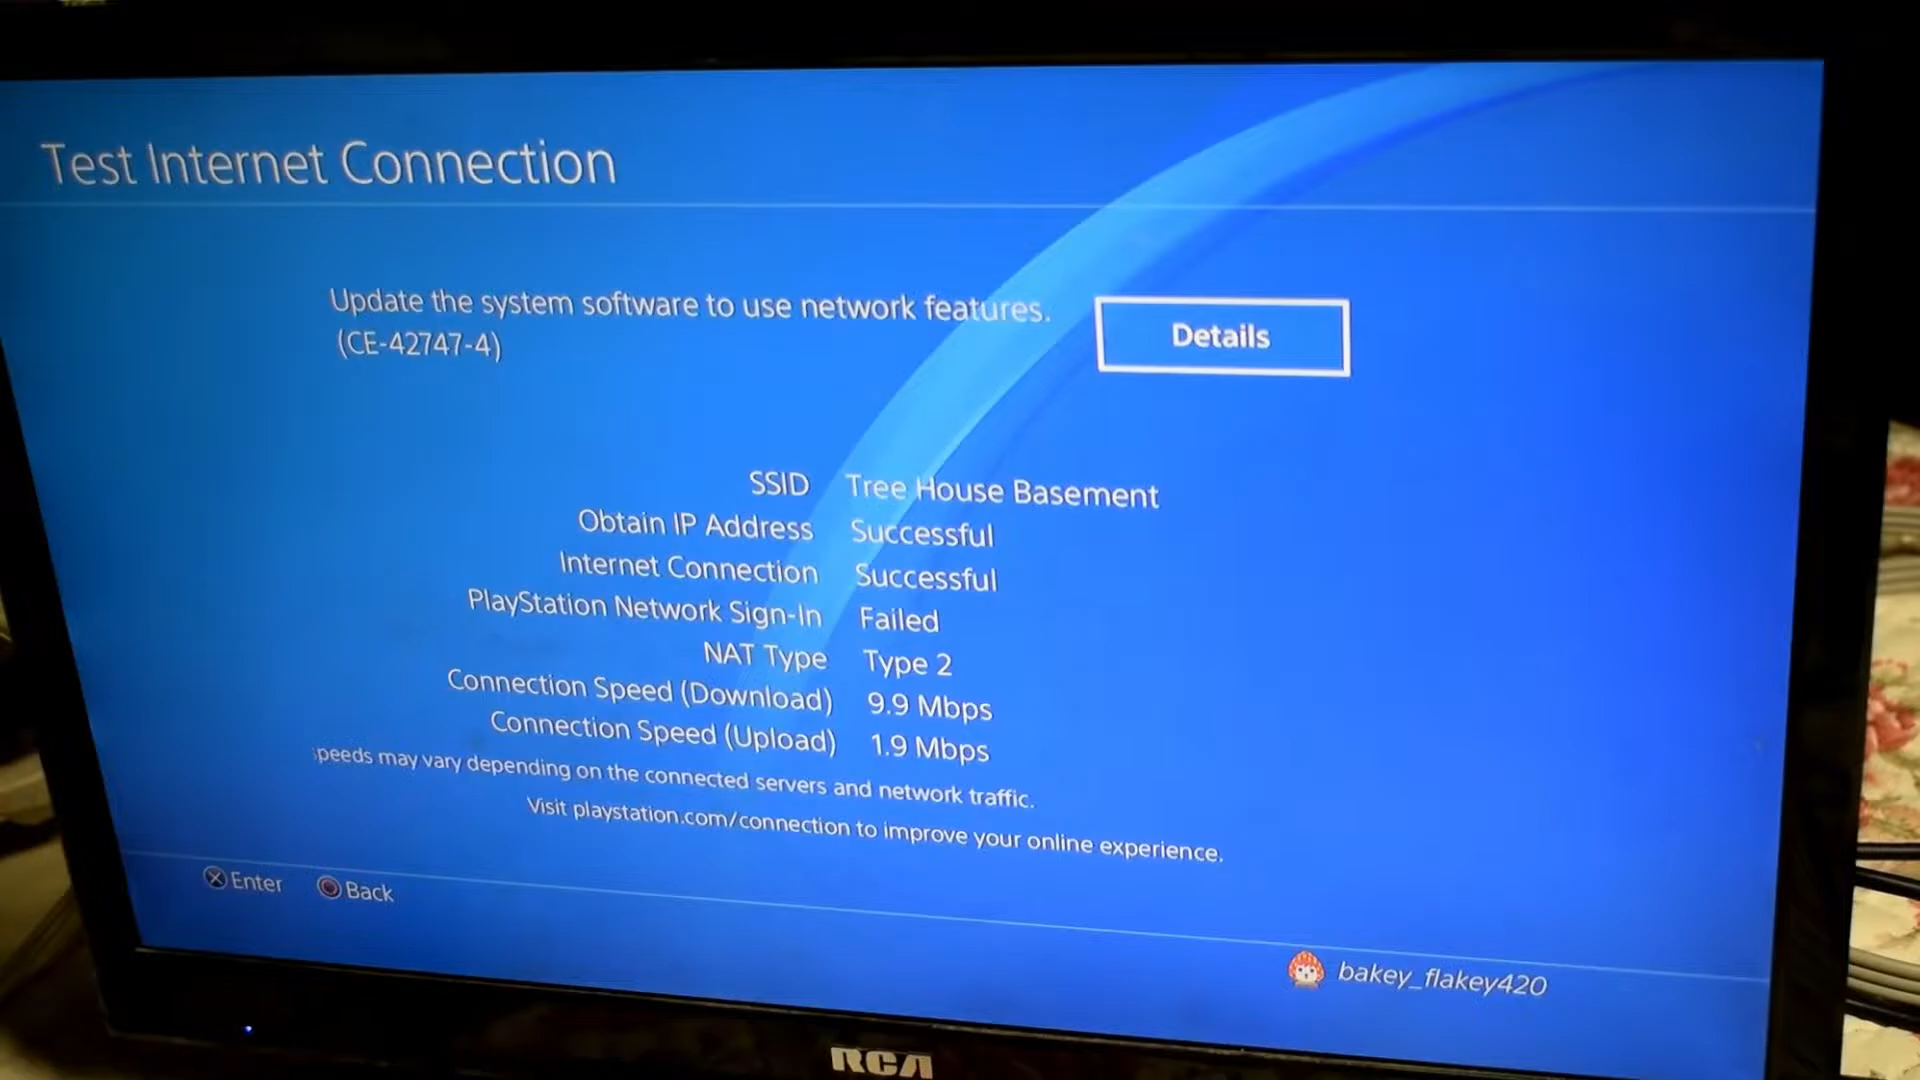 Test Internet Connection
Update the system software to use network features.
(CE-42747-4)
Details
SSID Tree House Basement
Obtain IP Address Successful
Internet Connection Successful
PlayStation Network Sign-In Failed
NAT Type Type 2
Connection Speed (Download) 9.9 Mbps
Connection Speed (Upload) 1.9 Mbps
peeds may vary depending on the connected servers and network traffic.
Visit playstation.com/connection to improve your online experience.
Enter Back
bakey_flakey420
RCA